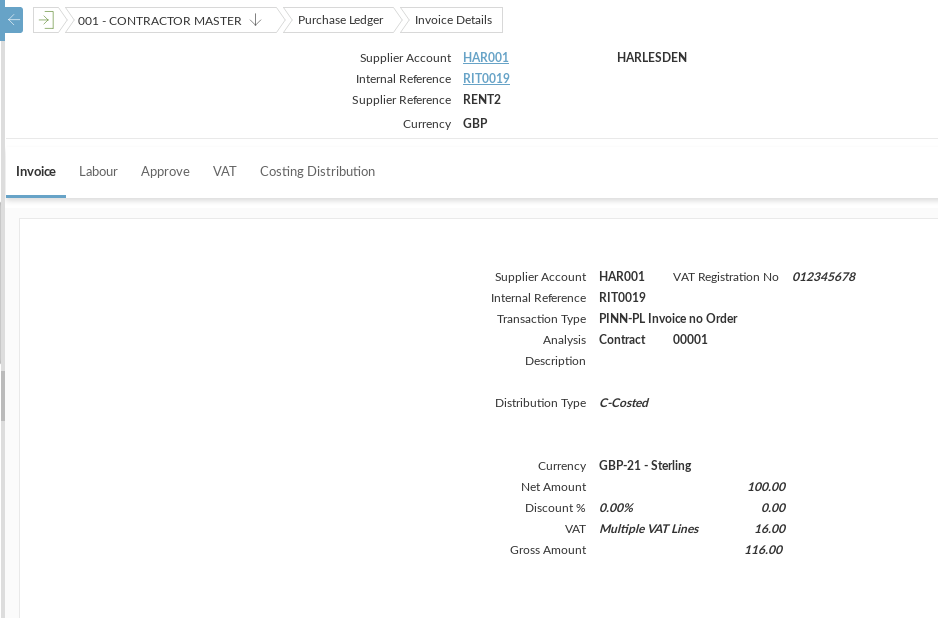 001 - CONTRACTOR MASTER Purchase Ledger Invoice Details
Supplier Account HAR001 HARLESDEN
Internal Reference RIT0019
Supplier Reference RENT2
Currency GBP
Invoice Labour Approve VAT Costing Distribution
Supplier Account HAR001 VAT Registration No 012345678
Internal Reference RIT0019
Transaction Type PINN-PL Invoice no Order
Analysis Contract 00001
Description
Distribution Type C-Costed
Currency GBP-21 - Sterling
Net Amount 100.00
Discount % 0.00% 0.00
VAT Multiple VAT Lines 16.00
Gross Amount 116.00